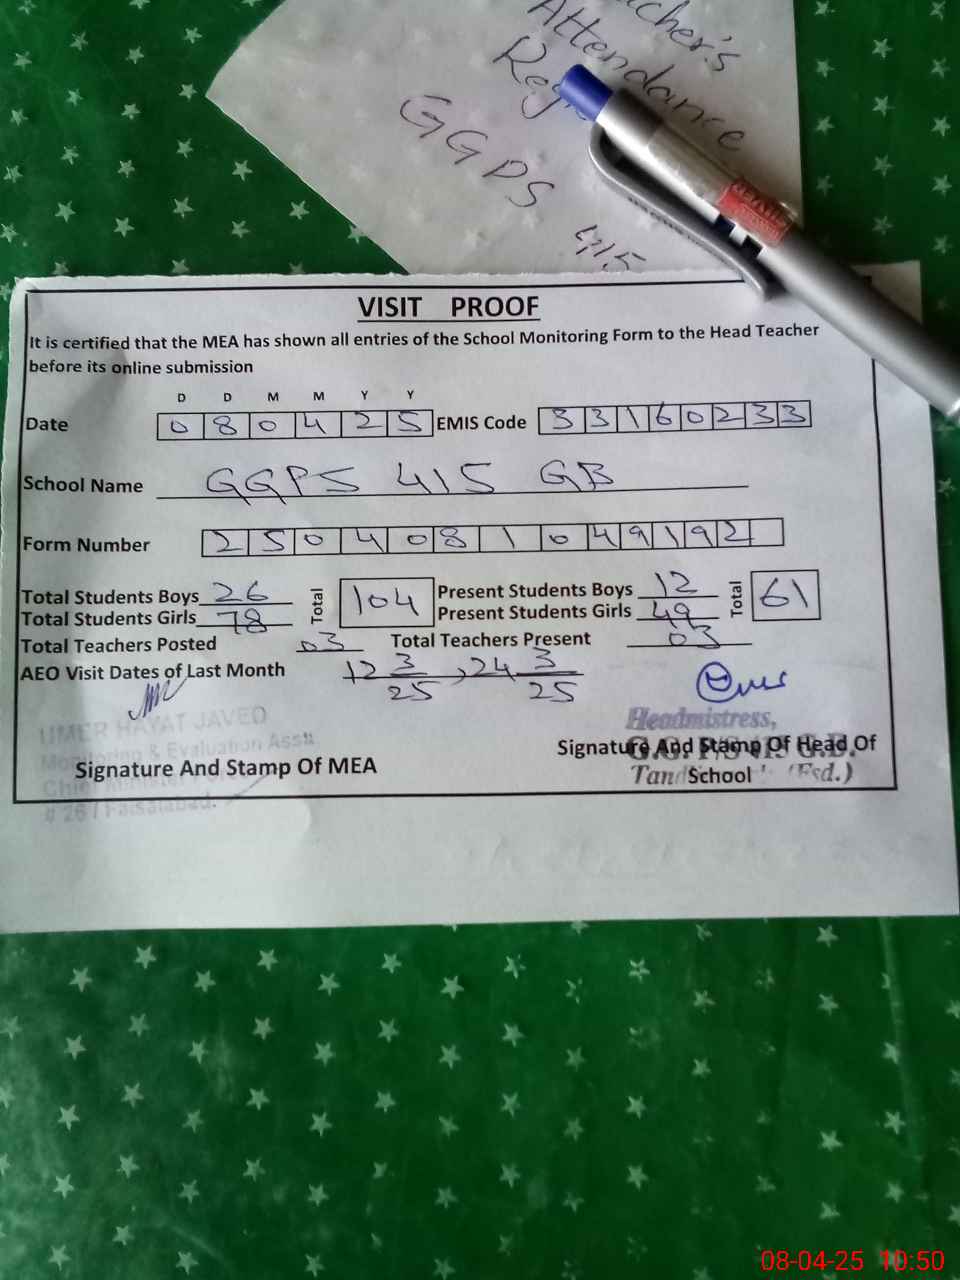 Attendance
GGPS 415
VISIT PROOF
It is certified that the MEA has shown all entries of the School Monitoring Form to the Head Teacher
before its online submission
D D M M Y Y
Date 0 8 0 4 2 5 EMIS Code 3 3 1 6 0 2 3 3
School Name GGPS 415 GB
Form Number 2 5 0 4 0 8 1 0 4 9 1 9 2
Total Students Boys 26 Total 104 Present Students Boys 12 Total 61
Total Students Girls 78 Present Students Girls 49
Total Teachers Posted 03 Total Teachers Present 03
AEO Visit Dates of Last Month 12 3/25, 24 3/25
UMER HAYAT JAVED
Monitoring & Evaluation Asstt
Signature And Stamp Of MEA
Faisalabad.
Headmistress,
Signature And Stamp Of Head Of
School
(Fsd.)
08-04-25 10:50